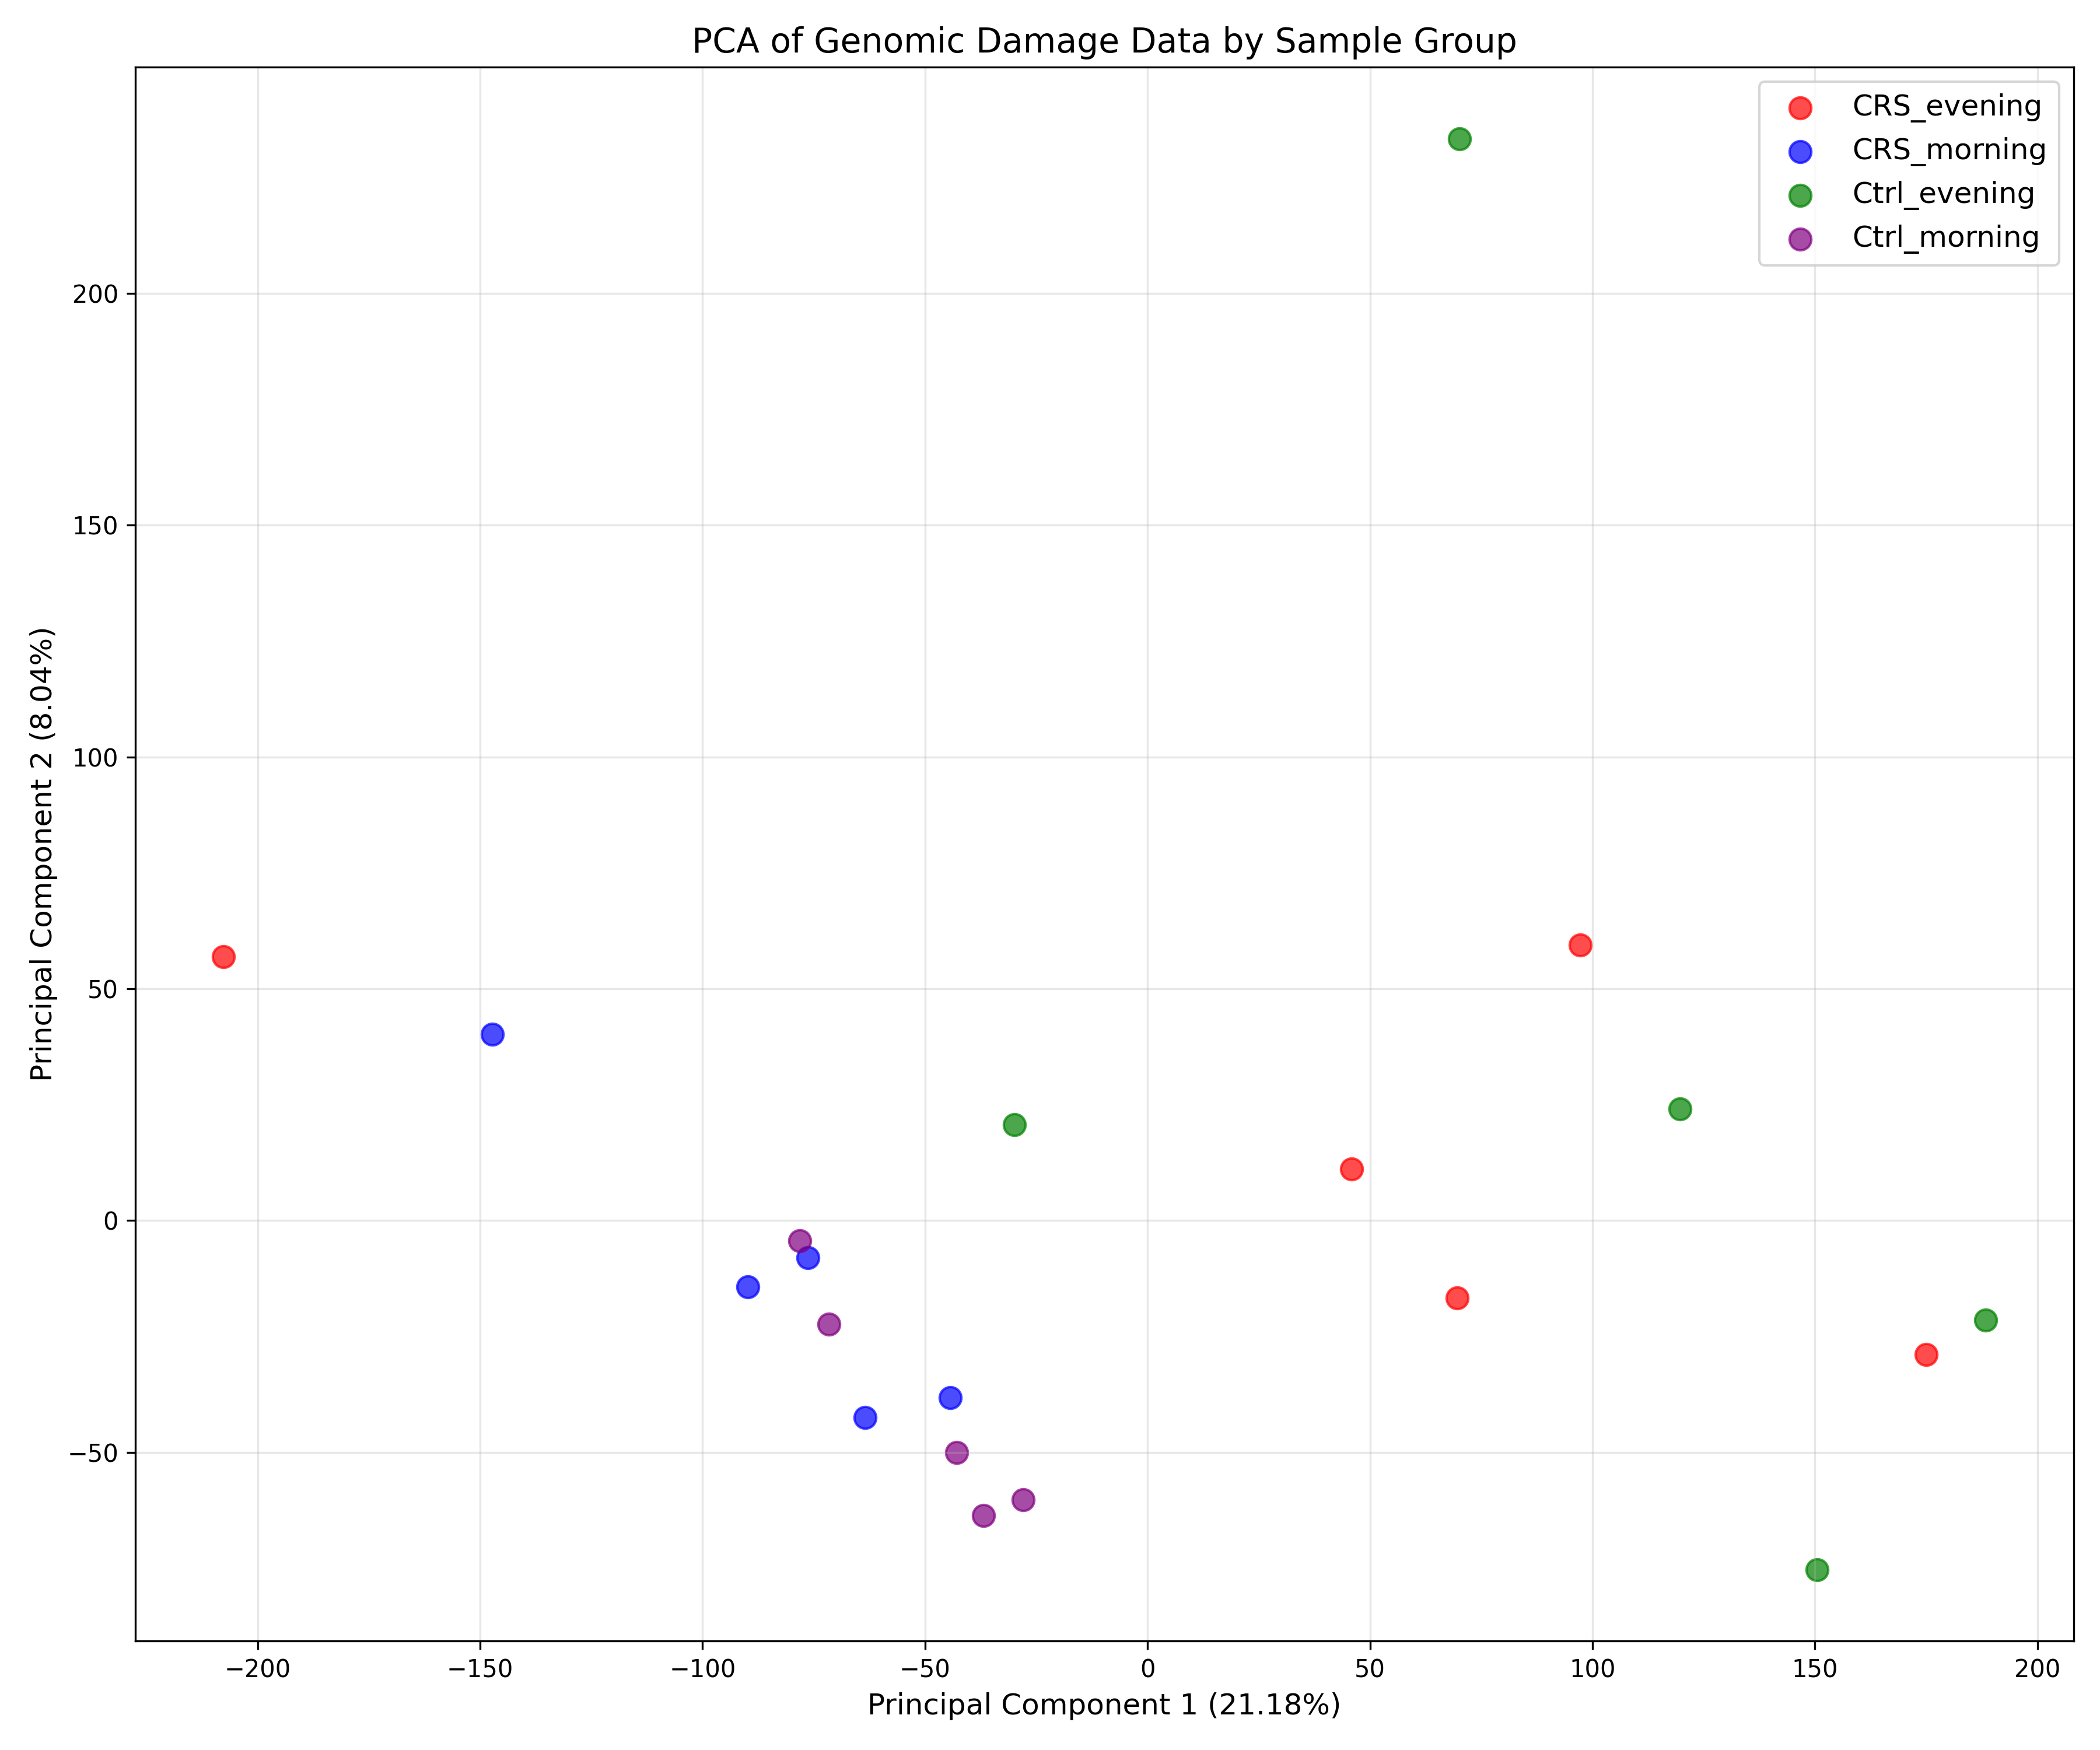 PCA of Genomic Damage Data by Sample Group
CRS_evening
CRS_morning
Ctrl_evening
Ctrl_morning
200
150
100
50
0
−50
Principal Component 2 (8.04%)
−200
−150
−100
−50
0
50
100
150
200
Principal Component 1 (21.18%)